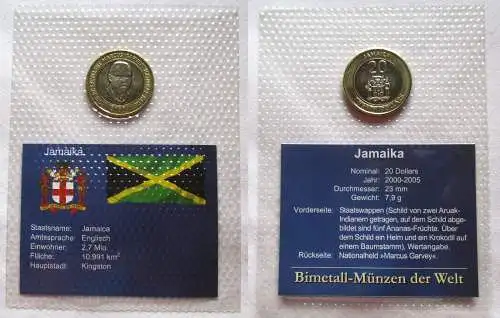 Jamaika
Staatsname: Jamaica
Amtssprache: Englisch
Einwohner: 2,7 Mio.
Fläche: 10.991 km²
Hauptstadt: Kingston
JAMAICA
20
Jamaika
Nominal: 20 Dollars
Jahr: 2000-2005
Durchmesser: 23 mm
Gewicht: 7,9 g
Vorderseite: Staatswappen (Schild von zwei Aruak-
Indianern getragen, auf dem Schild abge-
bildet sind fünf Ananas-Früchte. Über
dem Schild ein Helm und ein Krokodil auf
einem Baumstamm), Wertangabe.
Rückseite: Nationalheld »Marcus Garvey«.
Bimetall-Münzen der Welt